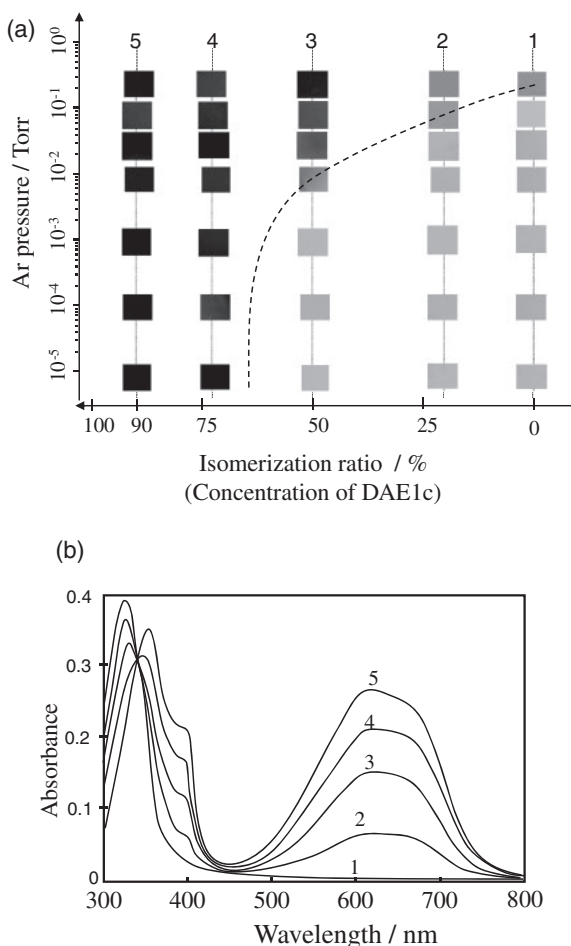 (a)
5 4 3 2 1
10⁰
10⁻¹
10⁻²
10⁻³
10⁻⁴
10⁻⁵
Ar pressure / Torr
100 90 75 50 25 0
Isomerization ratio / %
(Concentration of DAE1c)
(b)
0.4
0.3
0.2
0.1
0
Absorbance
5
4
3
2
1
300 400 500 600 700 800
Wavelength / nm